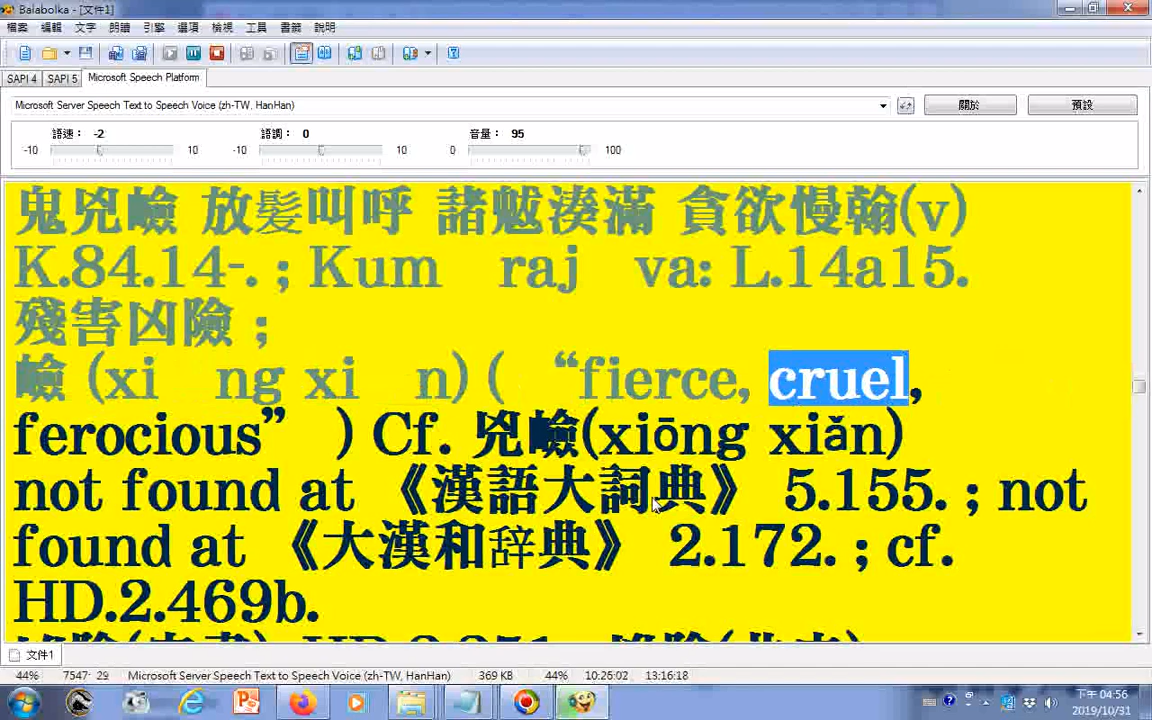 Balabolka - [文件1]
檔案 編輯 文字 朗讀 引擎 選項 檢視 工具 書籤 說明
SAPI 4 SAPI 5 Microsoft Speech Platform
Microsoft Server Speech Text to Speech Voice (zh-TW, HanHan) 關於 預設
語速： -2 語調： 0 音量： 95
-10 10 -10 10 0 100
鬼兇嶮 放髮叫呼 諸魃湊滿 貪欲慢(v)
K.84.14-. ; Kum raj va: L.14a15.
殘害凶險 ;
嶮 (xi ng xi n) ( “fierce, cruel,
ferocious” ) Cf. 兇嶮(xiōng xiǎn)
not found at 《漢語大詞典》 5.155. ; not
found at 《大漢和辞典》 2.172. ; cf.
HD.2.469b.
文件1
44% 7547: 29 Microsoft Server Speech Text to Speech Voice (zh-TW, HanHan) 369 KB 44% 10:25:02 13:16:18
下午 04:56
2019/10/31